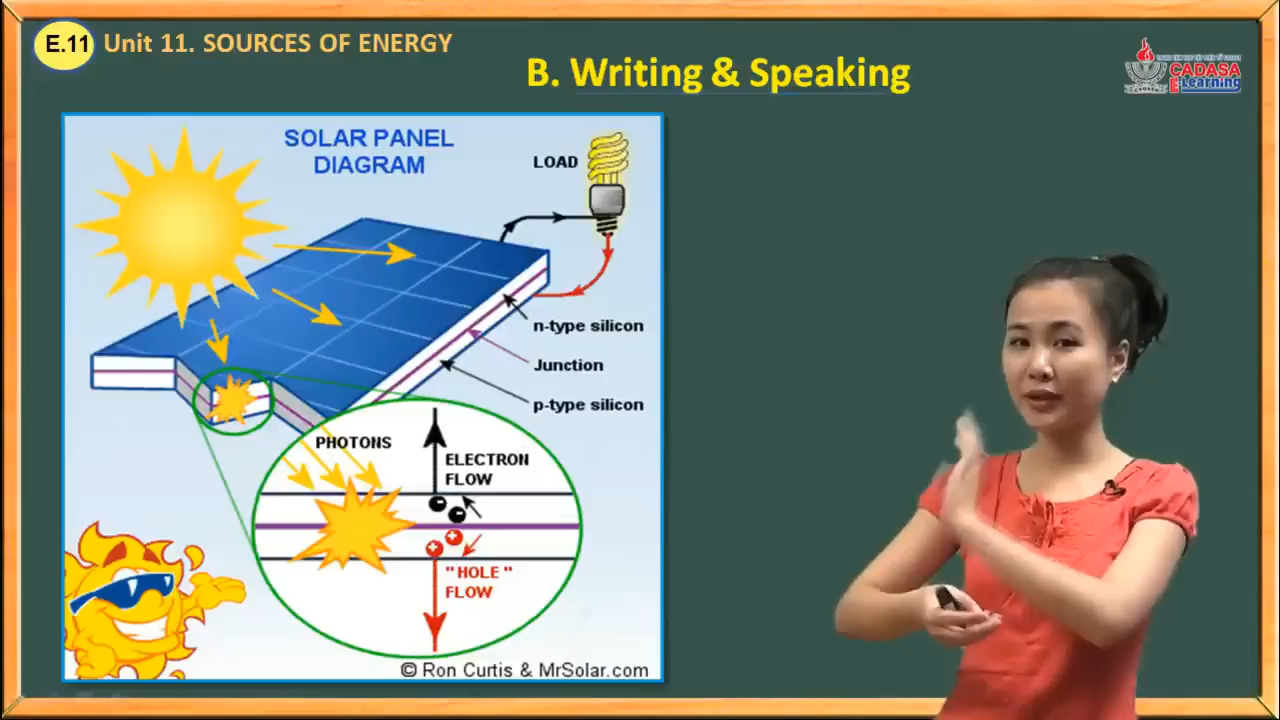 E.11 Unit 11. SOURCES OF ENERGY
B. Writing & Speaking
CADASA
E-Learning
SOLAR PANEL
DIAGRAM
LOAD
n-type silicon
Junction
p-type silicon
PHOTONS
ELECTRON
FLOW
"HOLE"
FLOW
© Ron Curtis & MrSolar.com